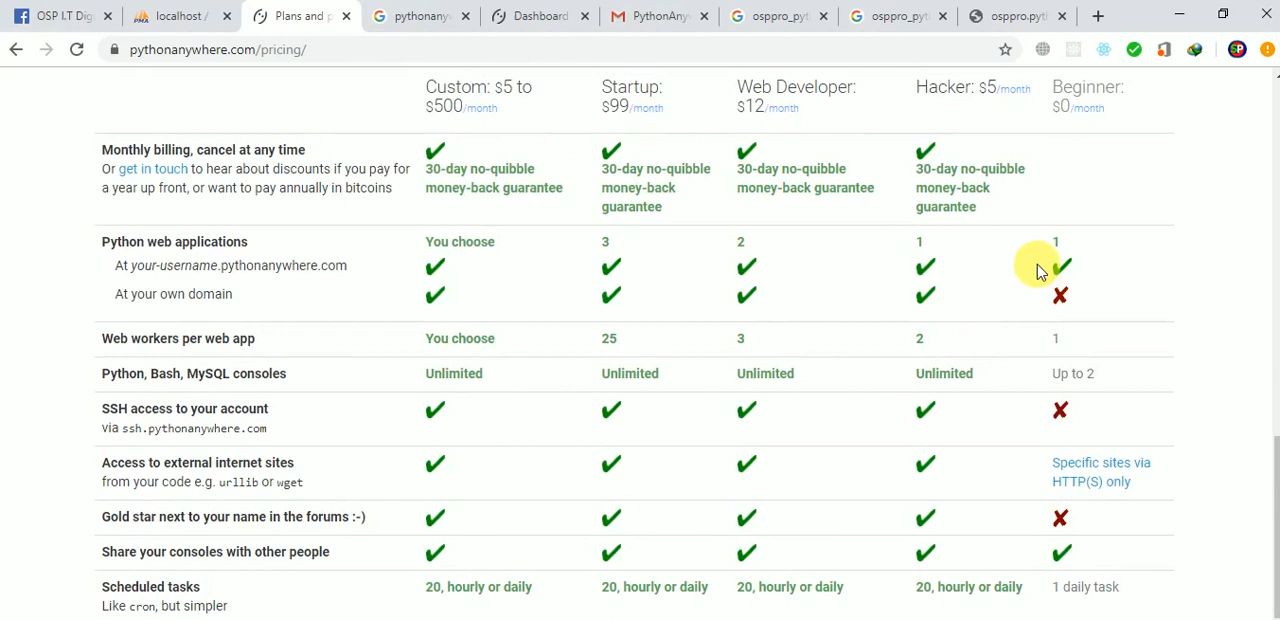 OSP I.T Di
localhost /
Plans and p
pythonanyw
Dashboard
PythonAny
osppro_pyt
osppro_pyt
osppro.pyth
pythonanywhere.com/pricing/
Custom: $5 to $500/month
Startup: $99/month
Web Developer: $12/month
Hacker: $5/month
Beginner: $0/month
Monthly billing, cancel at any time
Or get in touch to hear about discounts if you pay for
a year up front, or want to pay annually in bitcoins
30-day no-quibble
money-back guarantee
30-day no-quibble
money-back
guarantee
30-day no-quibble
money-back guarantee
30-day no-quibble
money-back
guarantee
Python web applications You choose 3 2 1 1
At your-username.pythonanywhere.com
At your own domain
Web workers per web app You choose 25 3 2 1
Python, Bash, MySQL consoles Unlimited Unlimited Unlimited Unlimited Up to 2
SSH access to your account
via ssh.pythonanywhere.com
Access to external internet sites
from your code e.g. urllib or wget
Specific sites via
HTTP(S) only
Gold star next to your name in the forums :-)
Share your consoles with other people
Scheduled tasks 20, hourly or daily 20, hourly or daily 20, hourly or daily 20, hourly or daily 1 daily task
Like cron, but simpler